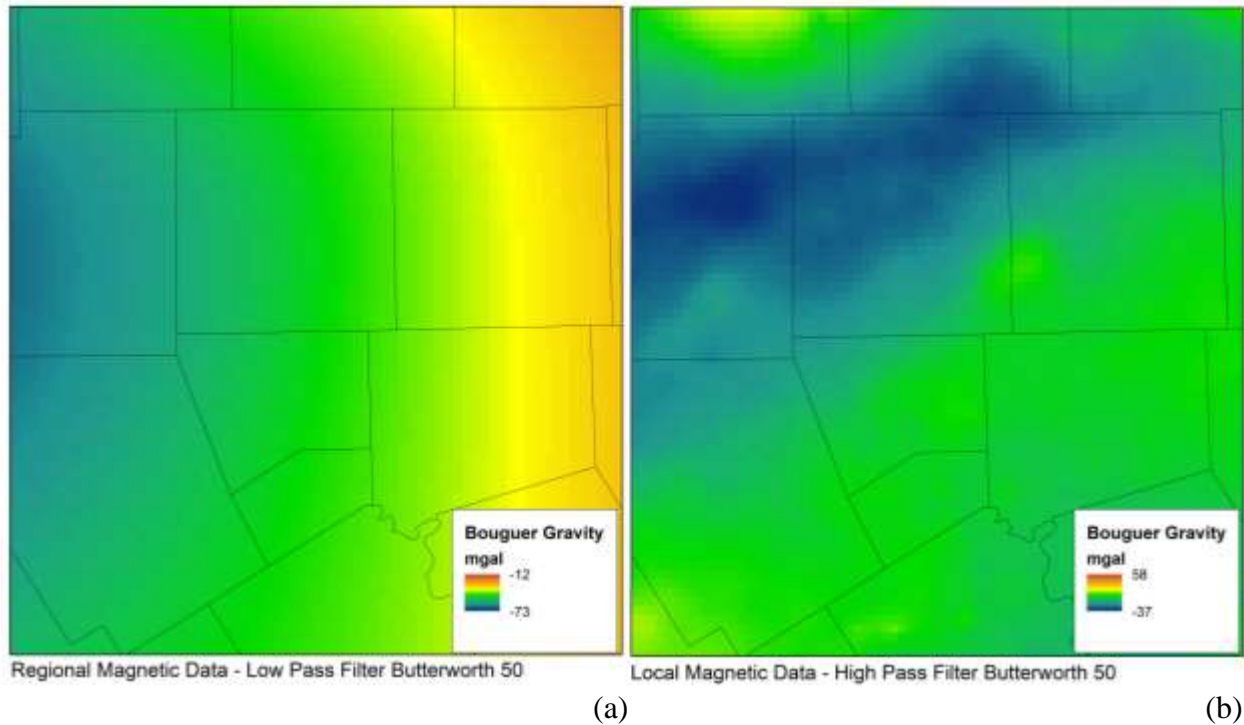 Bouguer Gravity
mgal
-12
-73
Bouguer Gravity
mgal
58
-37
Regional Magnetic Data - Low Pass Filter Butterworth 50
Local Magnetic Data - High Pass Filter Butterworth 50
(a)
(b)